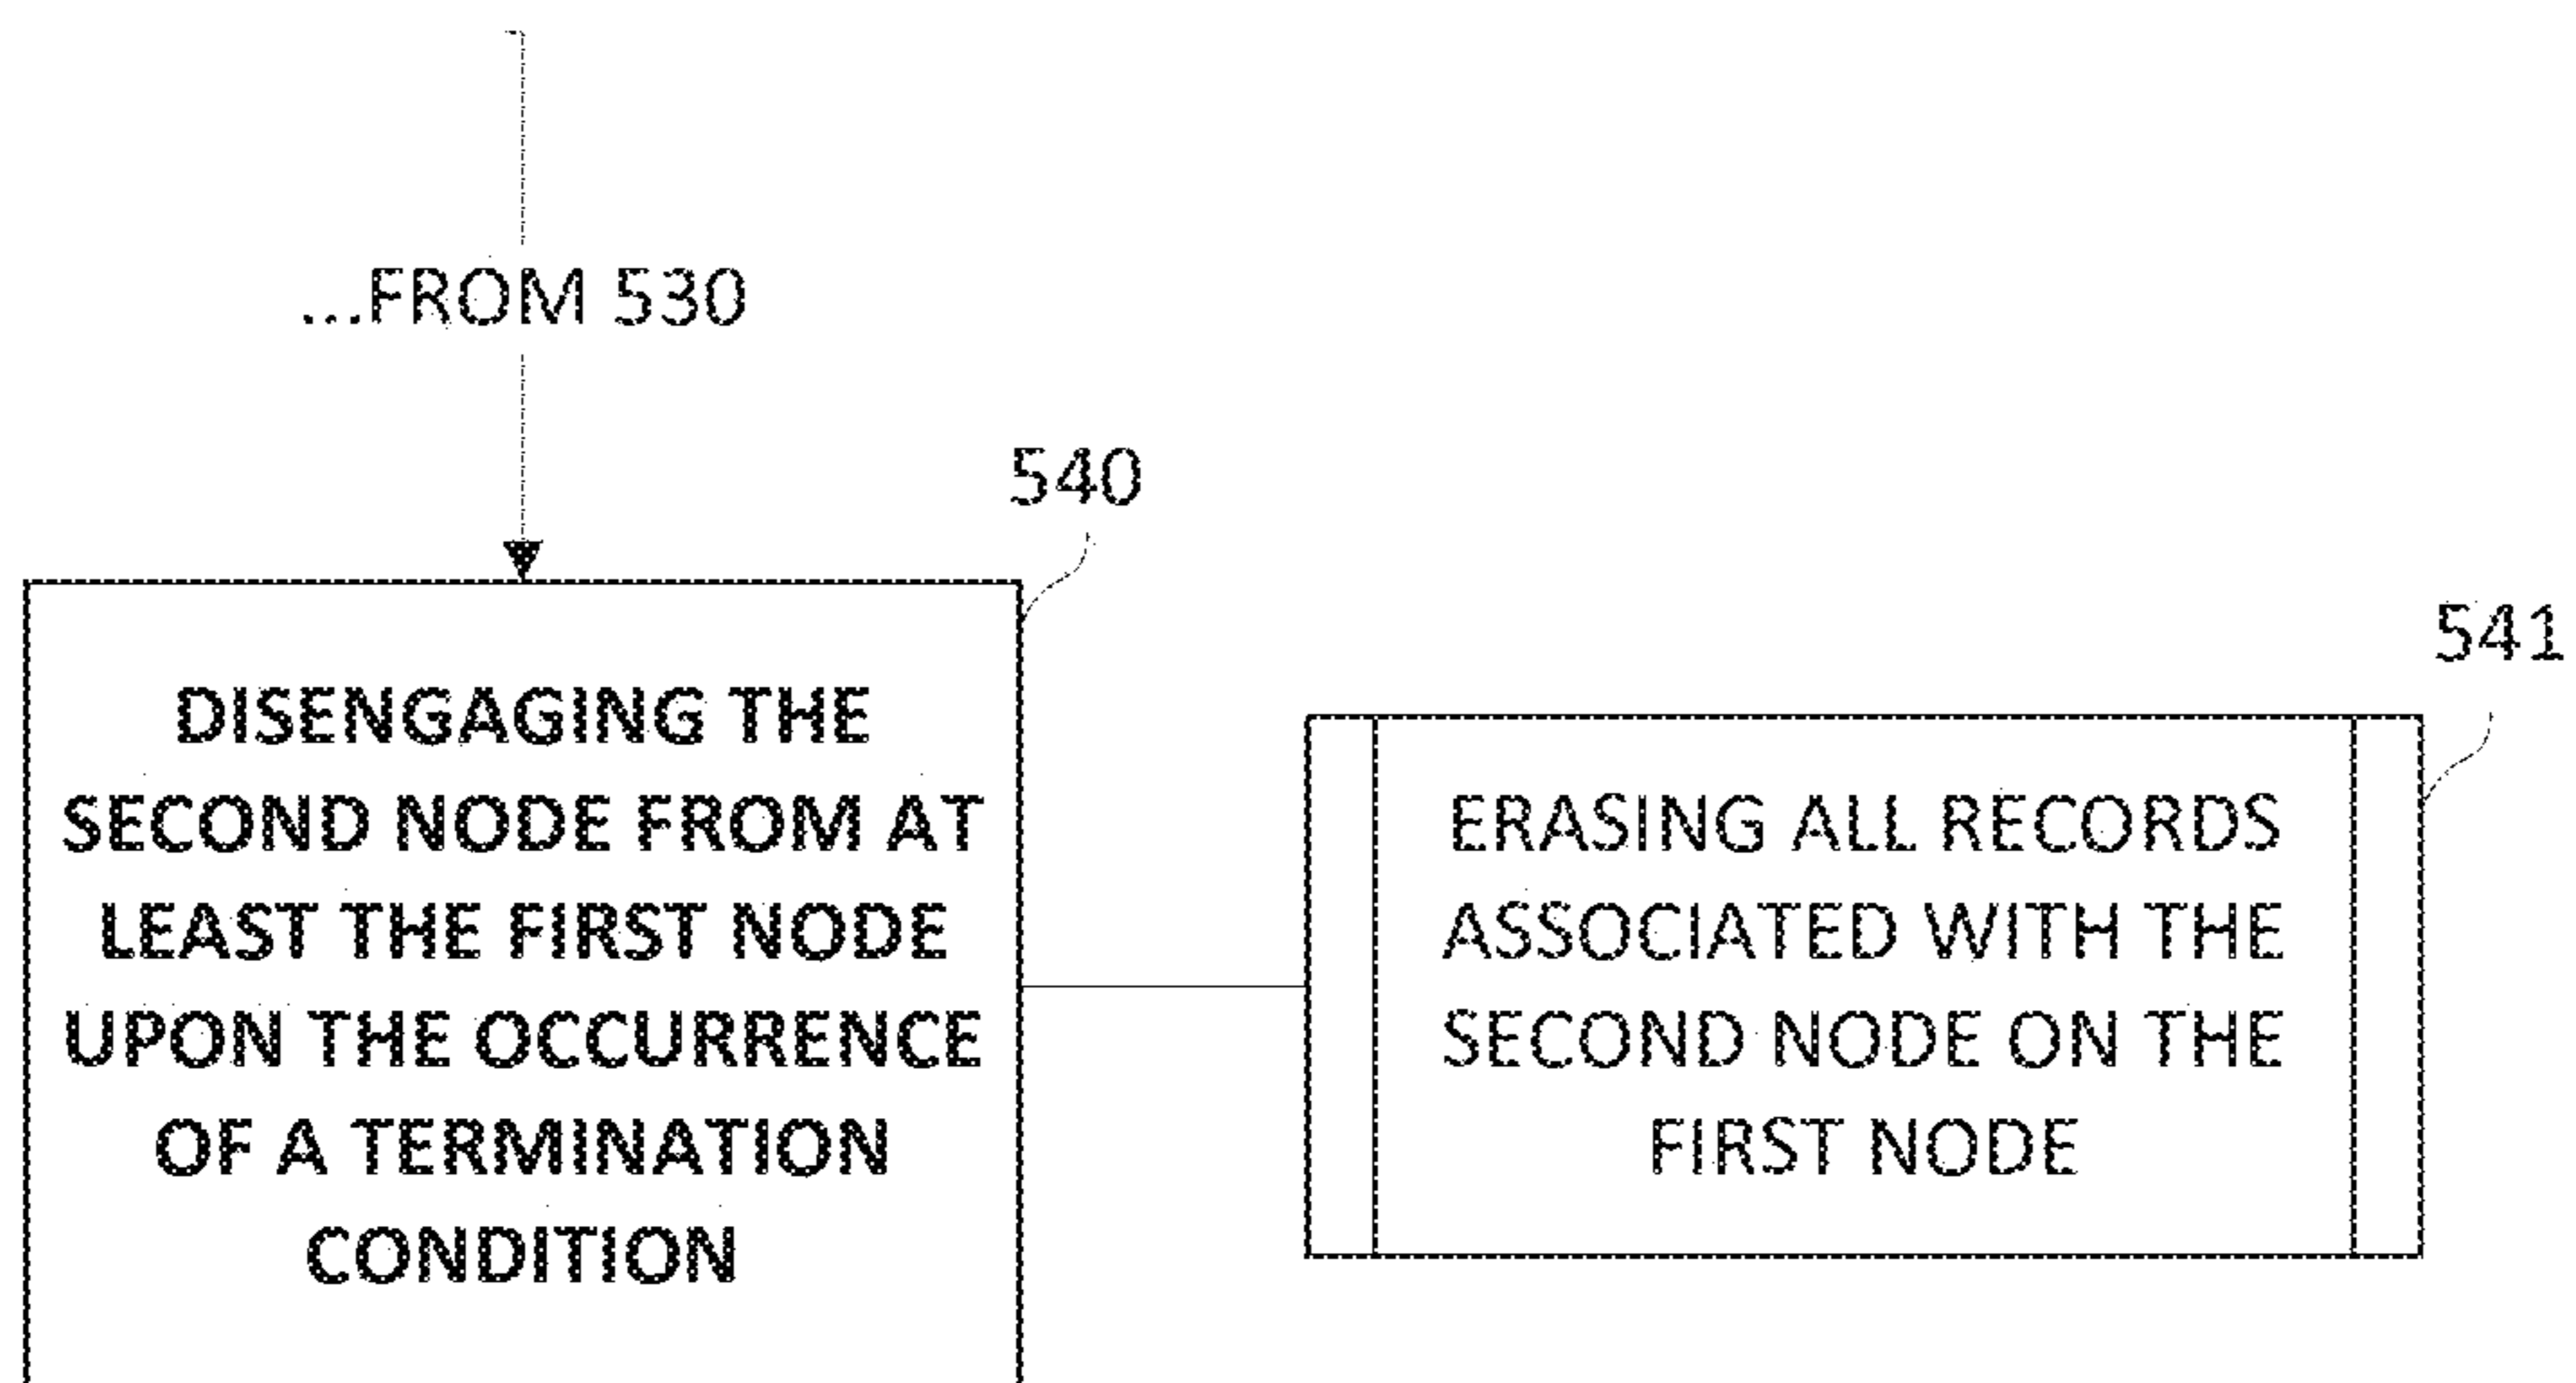 ...FROM 530
540
DISENGAGING THE
SECOND NODE FROM AT
LEAST THE FIRST NODE
UPON THE OCCURRENCE
OF A TERMINATION
CONDITION
541
ERASING ALL RECORDS
ASSOCIATED WITH THE
SECOND NODE ON THE
FIRST NODE